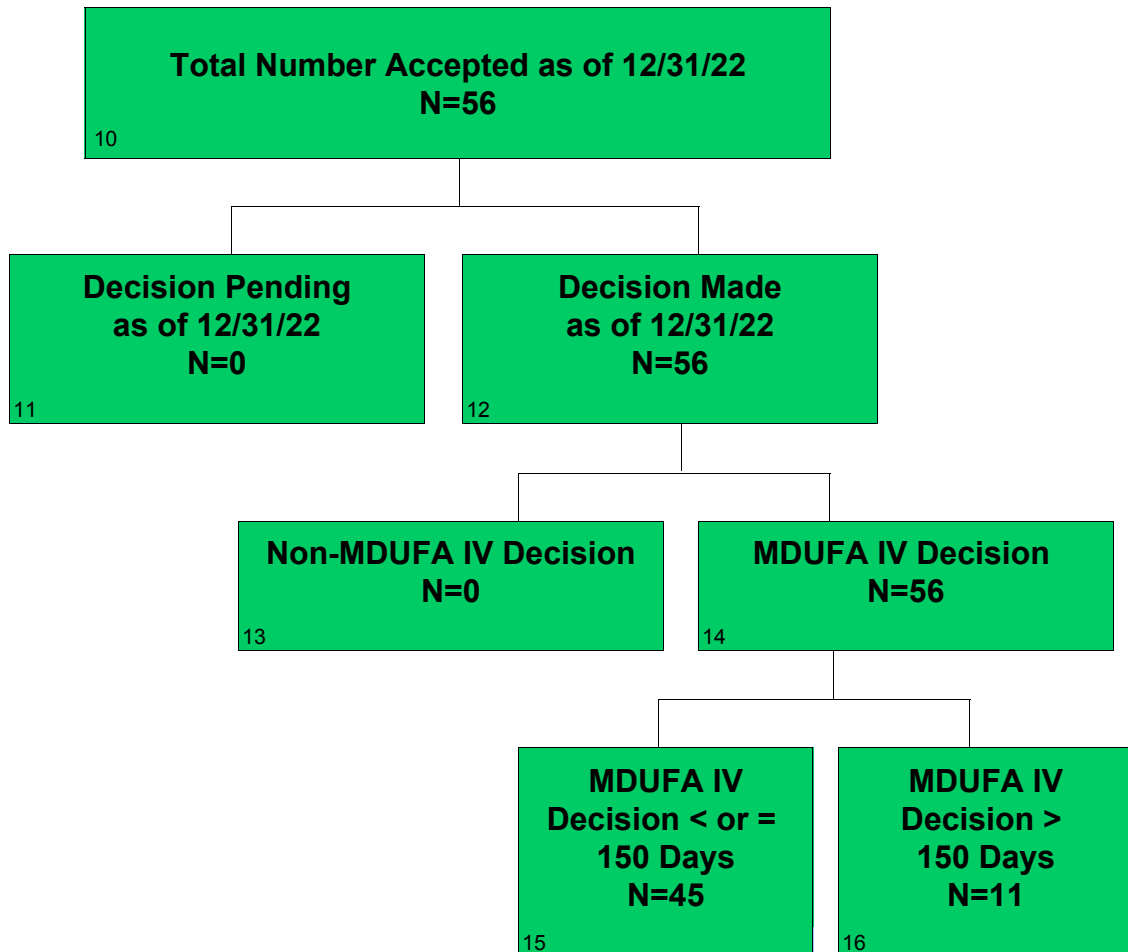 Total Number Accepted as of 12/31/22
N=56
10
Decision Pending
as of 12/31/22
N=0
11
Decision Made
as of 12/31/22
N=56
12
Non-MDUFA IV Decision
N=0
13
MDUFA IV Decision
N=56
14
MDUFA IV
Decision < or =
150 Days
N=45
15
MDUFA IV
Decision >
150 Days
N=11
16